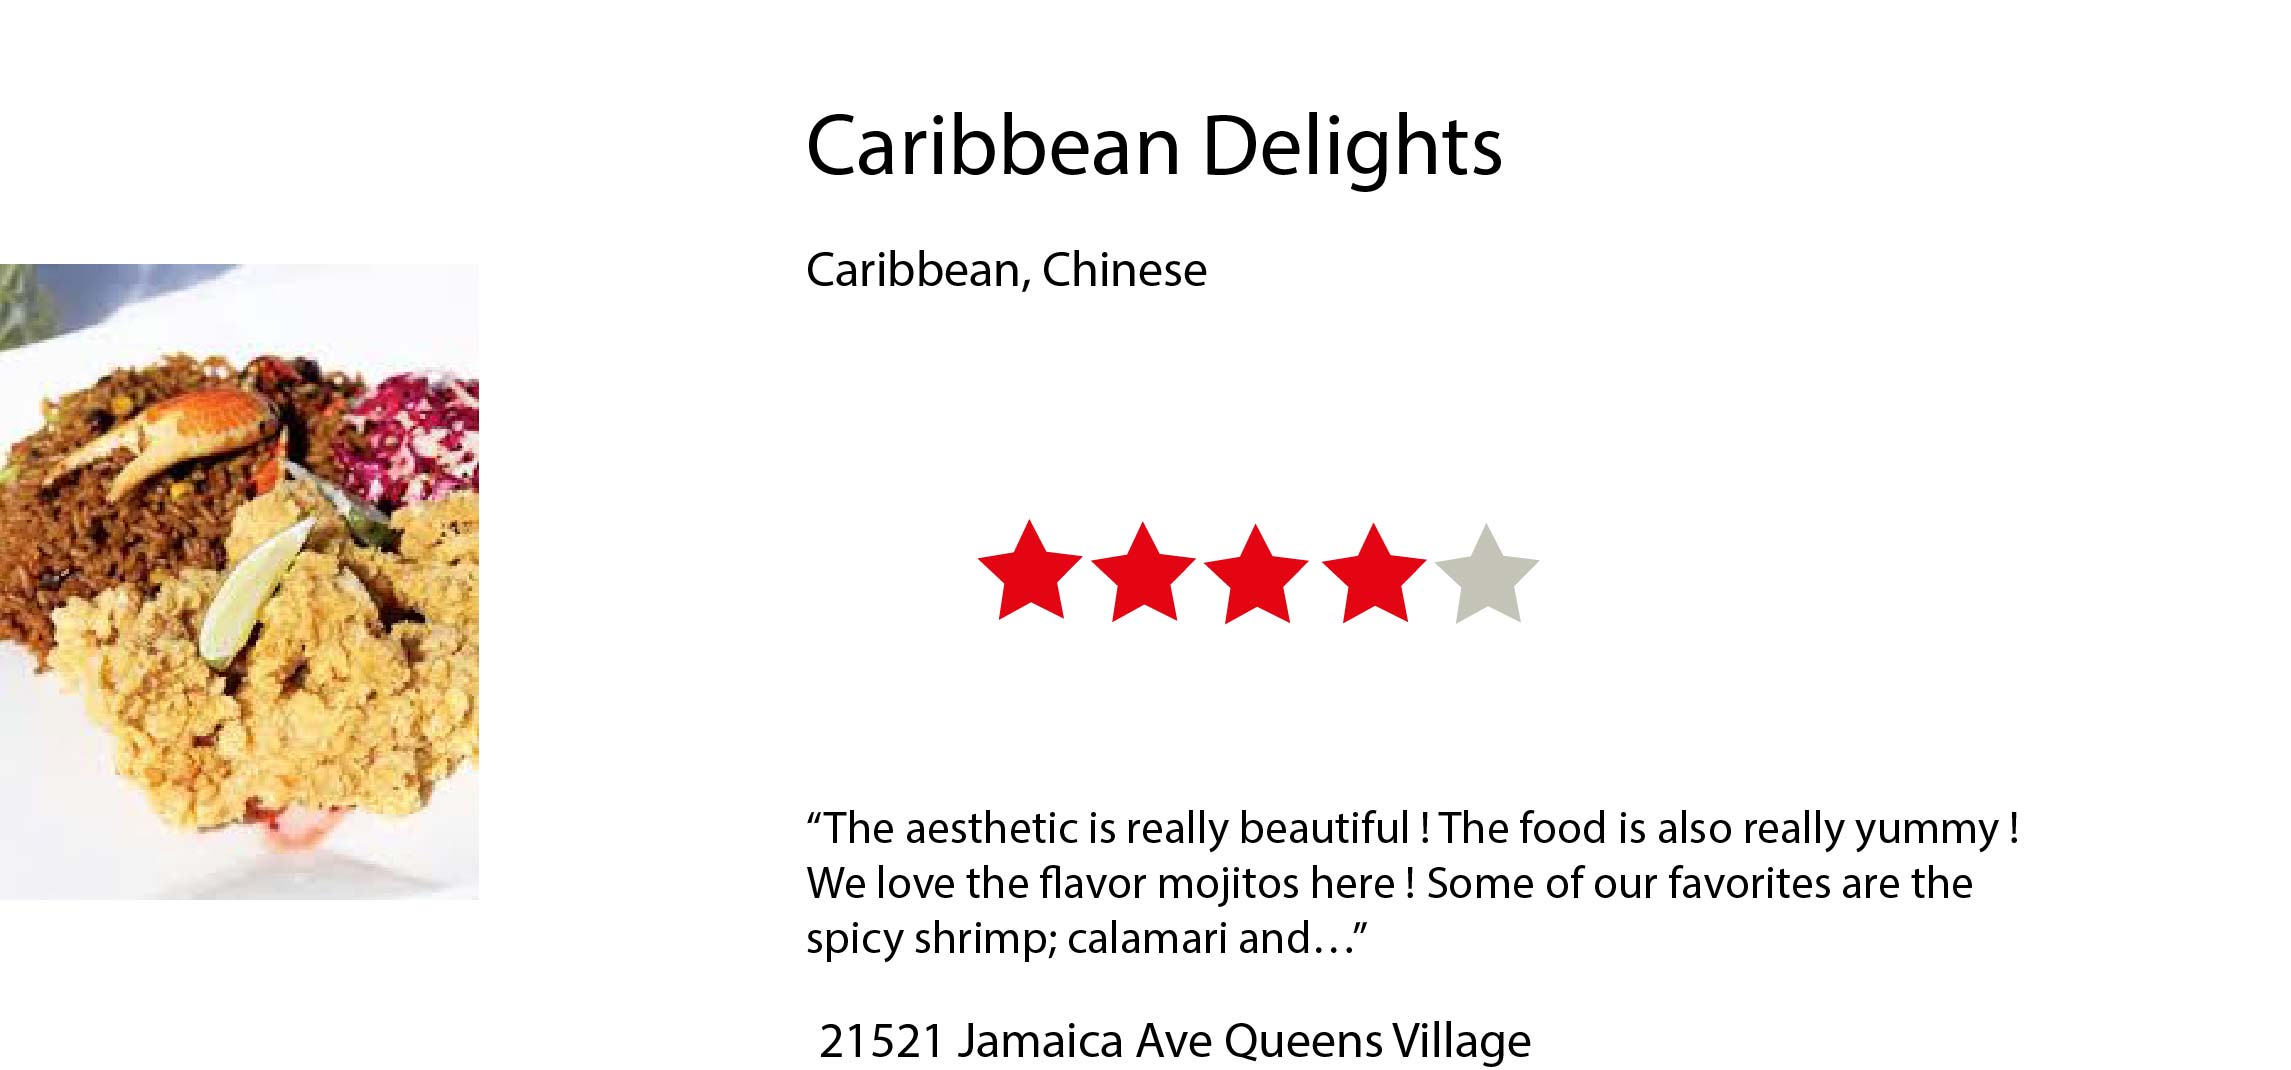 Caribbean Delights
Caribbean, Chinese
“The aesthetic is really beautiful ! The food is also really yummy !
We love the flavor mojitos here ! Some of our favorites are the
spicy shrimp; calamari and…”
21521 Jamaica Ave Queens Village